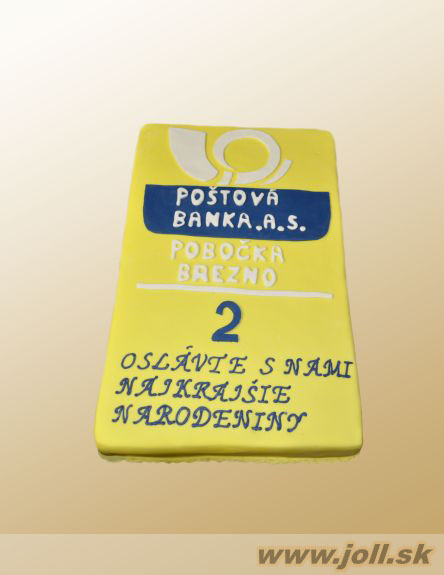 POŠTOVÁ
BANKA.A.S.
POBOČKA
BREZNO
2
OSLÁVTE S NAMI
NAJKRAJŠIE
NARODENINY
www.joll.sk